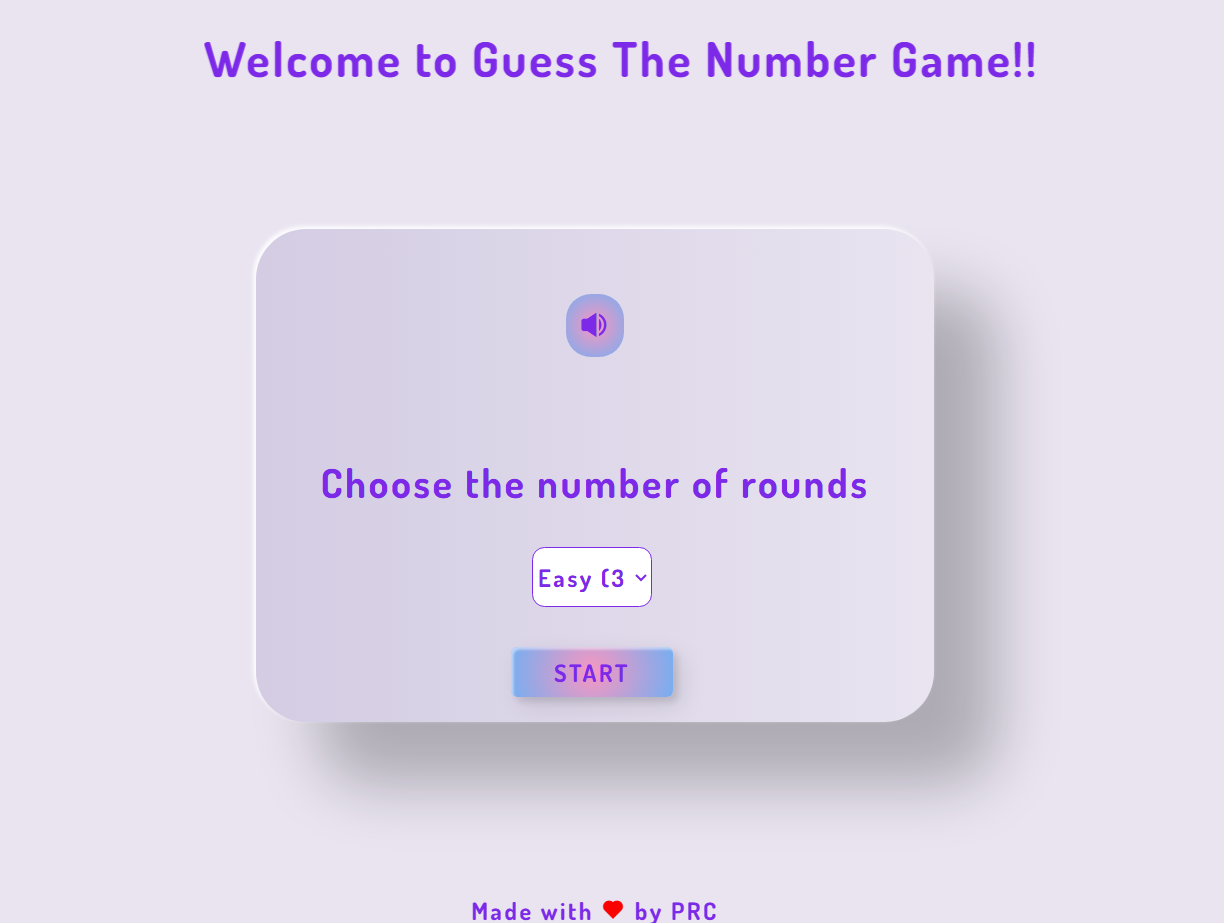 Welcome to Guess The Number Game!!
Choose the number of rounds
Easy (3
START
Made with ❤ by PRC